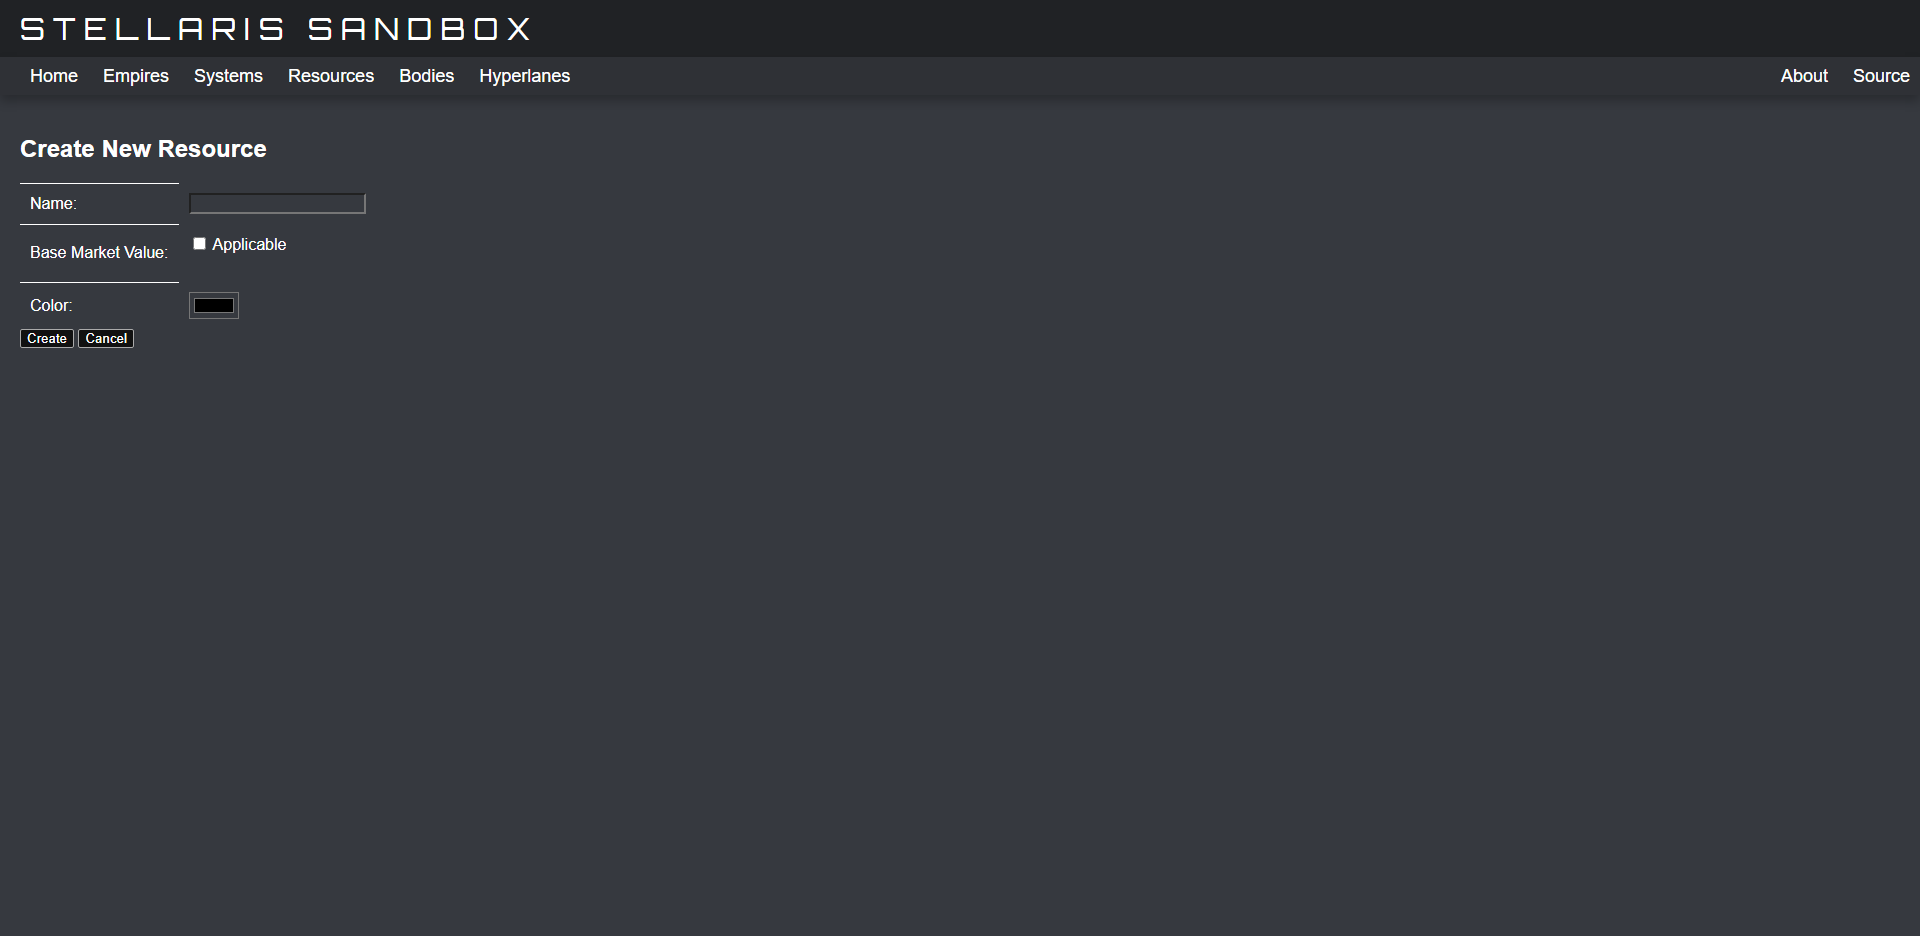 STELLARIS SANDBOX
Home Empires Systems Resources Bodies Hyperlanes About Source
Create New Resource
Name:
Base Market Value: Applicable
Color:
Create Cancel